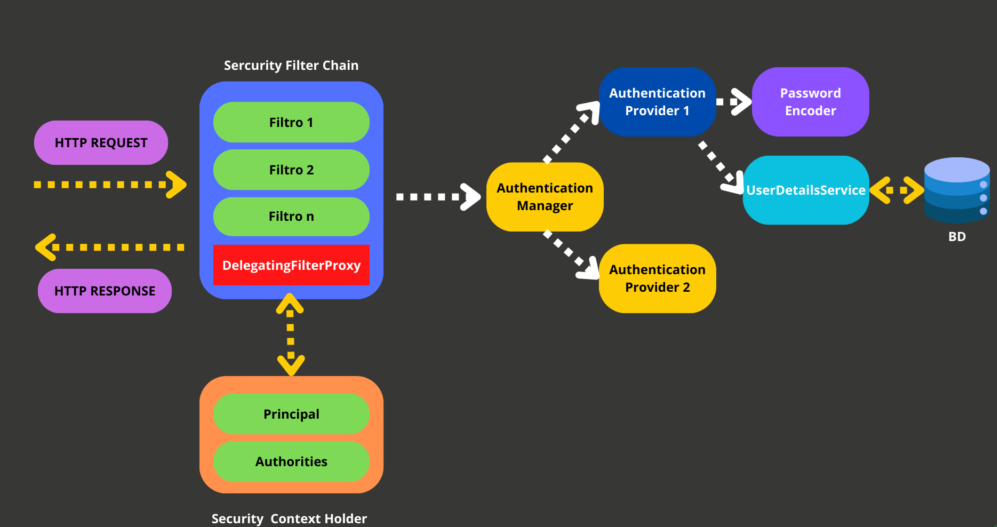 Sercurity Filter Chain
HTTP REQUEST
HTTP RESPONSE
Filtro 1
Filtro 2
Filtro n
DelegatingFilterProxy
Principal
Authorities
Security Context Holder
Authentication
Manager
Authentication
Provider 1
Authentication
Provider 2
Password
Encoder
UserDetailsService
BD